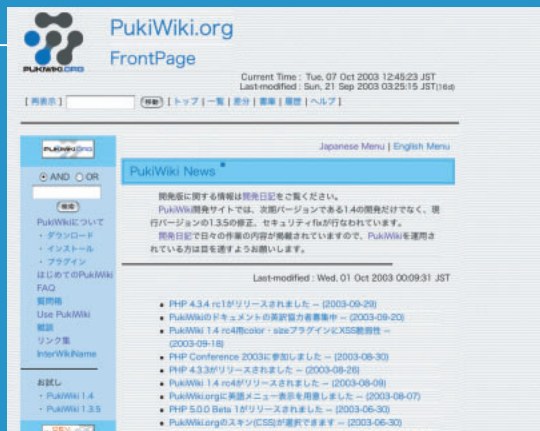 PukiWiki.org
FrontPage
PUKIWIKI.ORG
Current Time : Tue, 07 Oct 2003 12:45:23 JST
Last-modified : Sun, 21 Sep 2003 03:25:15 JST(16d)
[ 再表示 ] (移動) [ トップ | 一覧 | 差分 | 書庫 | 履歴 | ヘルプ ]
PUKIWIKI.ORG
Japanese Menu | English Menu
AND OR
検索
PukiWikiについて
・ダウンロード
・インストール
・プラグイン
はじめてのPukiWiki
FAQ
質問箱
Use PukiWiki
雑談
リンク集
InterWikiName
お試し
・PukiWiki 1.4
・PukiWiki 1.3.5
PukiWiki News
開発版に関する情報は開発日記をご覧ください。
PukiWiki開発サイトでは、次期バージョンである1.4の開発だけでなく、現
行バージョンの1.3.5の修正、セキュリティfixが行なわれています。
開発日記で日々の作業の内容が掲載されていますので、PukiWikiを運用さ
れている方は目を通すようお願いします。
Last-modified : Wed, 01 Oct 2003 00:09:31 JST
PHP 4.3.4 rc1がリリースされました -- (2003-09-29)
PukiWikiのドキュメントの英訳協力者募集中 -- (2003-09-20)
PukiWiki 1.4 rc4用color・sizeプラグインにXSS脆弱性 --
(2003-09-18)
PHP Conference 2003に参加しました -- (2003-08-30)
PHP 4.3.3がリリースされました -- (2003-08-26)
PukiWiki 1.4 rc4がリリースされました -- (2003-08-09)
PukiWiki.orgに英語メニュー表示を用意しました -- (2003-08-07)
PHP 5.0.0 Beta 1がリリースされました -- (2003-06-30)
PukiWiki.orgのスキン(CSS)が選択できます -- (2003-06-30)